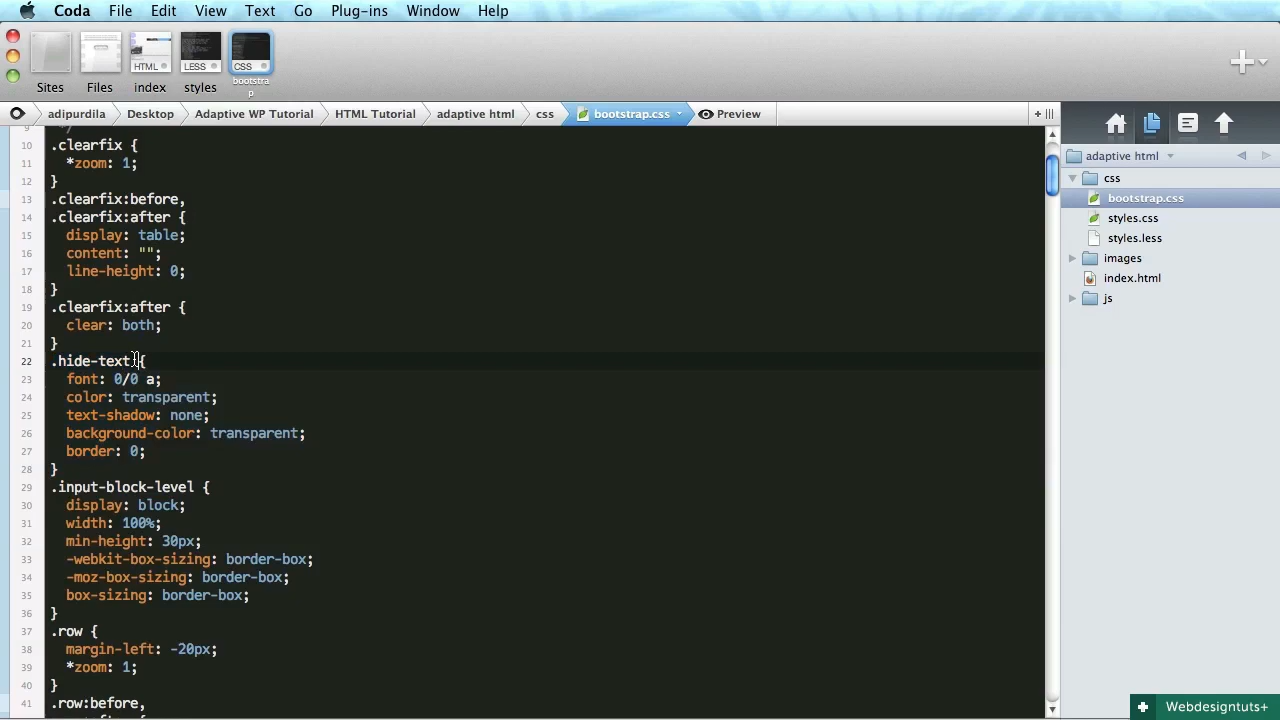 Coda File Edit View Text Go Plug-ins Window Help
HTML LESS CSS
Sites Files index styles bootstrap
adipurdila Desktop Adaptive WP Tutorial HTML Tutorial adaptive html css bootstrap.css Preview
9 */
10 .clearfix {
11 *zoom: 1;
12 }
13 .clearfix:before,
14 .clearfix:after {
15 display: table;
16 content: "";
17 line-height: 0;
18 }
19 .clearfix:after {
20 clear: both;
21 }
22 .hide-text {
23 font: 0/0 a;
24 color: transparent;
25 text-shadow: none;
26 background-color: transparent;
27 border: 0;
28 }
29 .input-block-level {
30 display: block;
31 width: 100%;
32 min-height: 30px;
33 -webkit-box-sizing: border-box;
34 -moz-box-sizing: border-box;
35 box-sizing: border-box;
36 }
37 .row {
38 margin-left: -20px;
39 *zoom: 1;
40 }
41 .row:before,
adaptive html
css
bootstrap.css
styles.css
styles.less
images
index.html
js
Webdesigntuts+